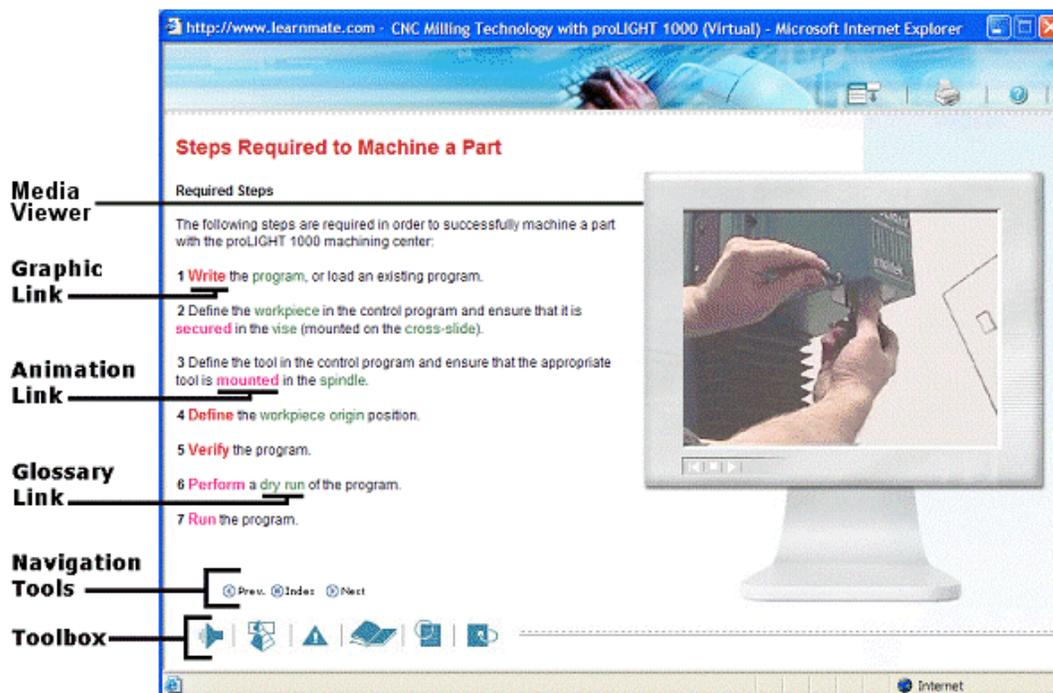 http://www.learnmate.com - CNC Milling Technology with proLIGHT 1000 (Virtual) - Microsoft Internet Explorer
Steps Required to Machine a Part
Media
Viewer
Required Steps
The following steps are required in order to successfully machine a part
with the proLIGHT 1000 machining center:
Graphic
Link
1 Write the program, or load an existing program.
2 Define the workpiece in the control program and ensure that it is
secured in the vise (mounted on the cross-slide).
Animation
Link
3 Define the tool in the control program and ensure that the appropriate
tool is mounted in the spindle.
4 Define the workpiece origin position.
5 Verify the program.
Glossary
Link
6 Perform a dry run of the program.
7 Run the program.
Navigation
Tools
Prev. Index Next
Toolbox
Internet